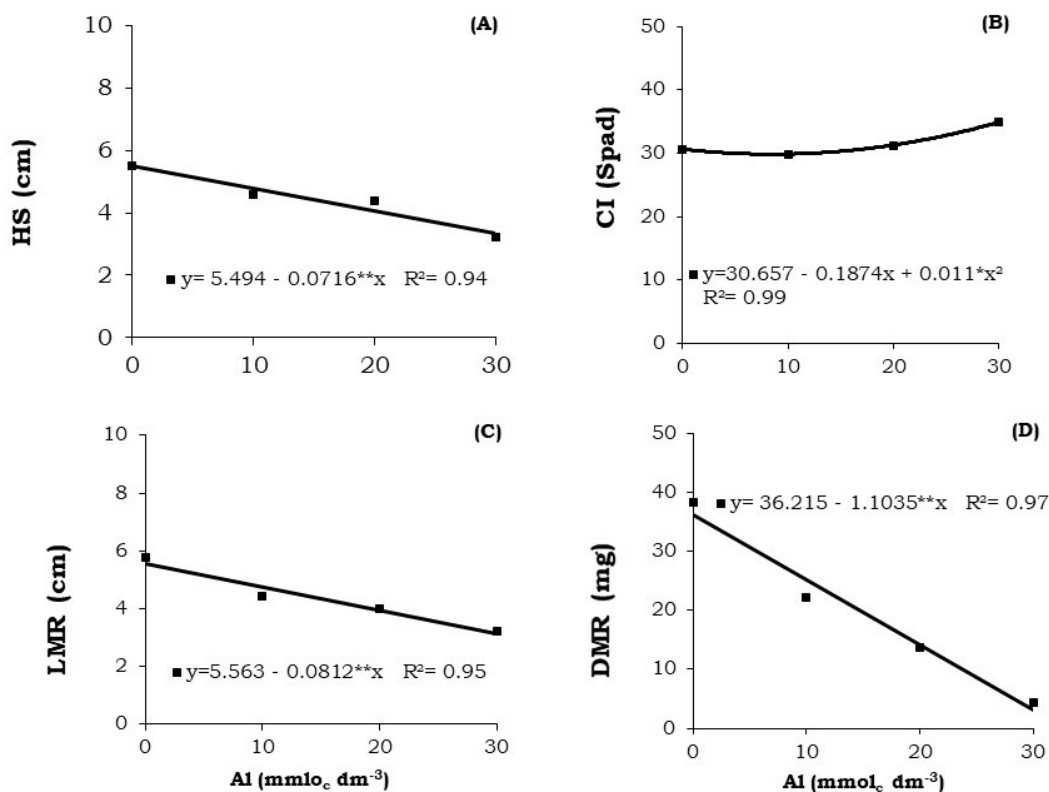 (A)
10
8
6
4
2
0
HS (cm)
y= 5.494 - 0.0716**x R²= 0.94
0 10 20 30
(B)
50
40
30
20
10
0
CI (Spad)
y=30.657 - 0.1874x + 0.011*x²
R²= 0.99
0 10 20 30
(C)
10
8
6
4
2
0
LMR (cm)
y=5.563 - 0.0812**x R²= 0.95
0 10 20 30
Al (mmlo_c dm⁻³)
(D)
50
40
30
20
10
0
DMR (mg)
y= 36.215 - 1.1035**x R²= 0.97
0 10 20 30
Al (mmol_c dm⁻³)